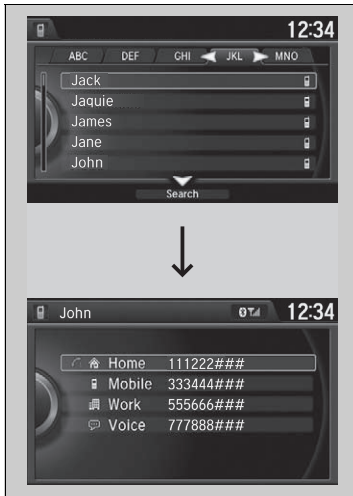 12:34
ABC DEF GHI JKL MNO
Jack
Jaquie
James
Jane
John
Search
John 12:34
Home 111222###
Mobile 333444###
Work 555666###
Voice 777888###